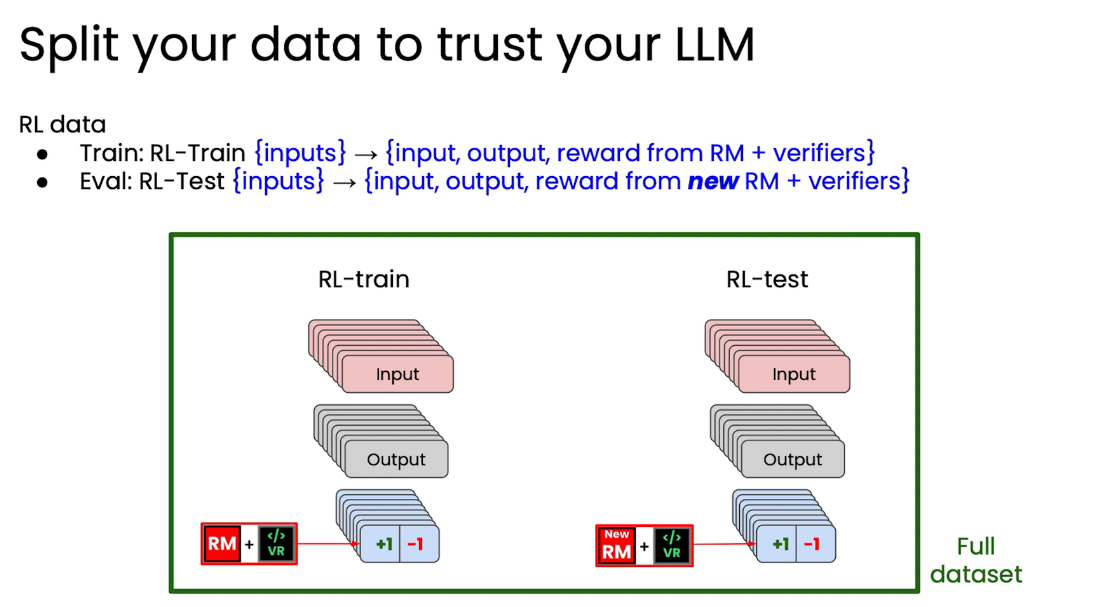 Split your data to trust your LLM
RL data
● Train: RL-Train {inputs} → {input, output, reward from RM + verifiers}
● Eval: RL-Test {inputs} → {input, output, reward from new RM + verifiers}
RL-train
RL-test
Input
Input
Output
Output
RM + </> VR
+1 -1
New RM + </> VR
+1 -1
Full
dataset